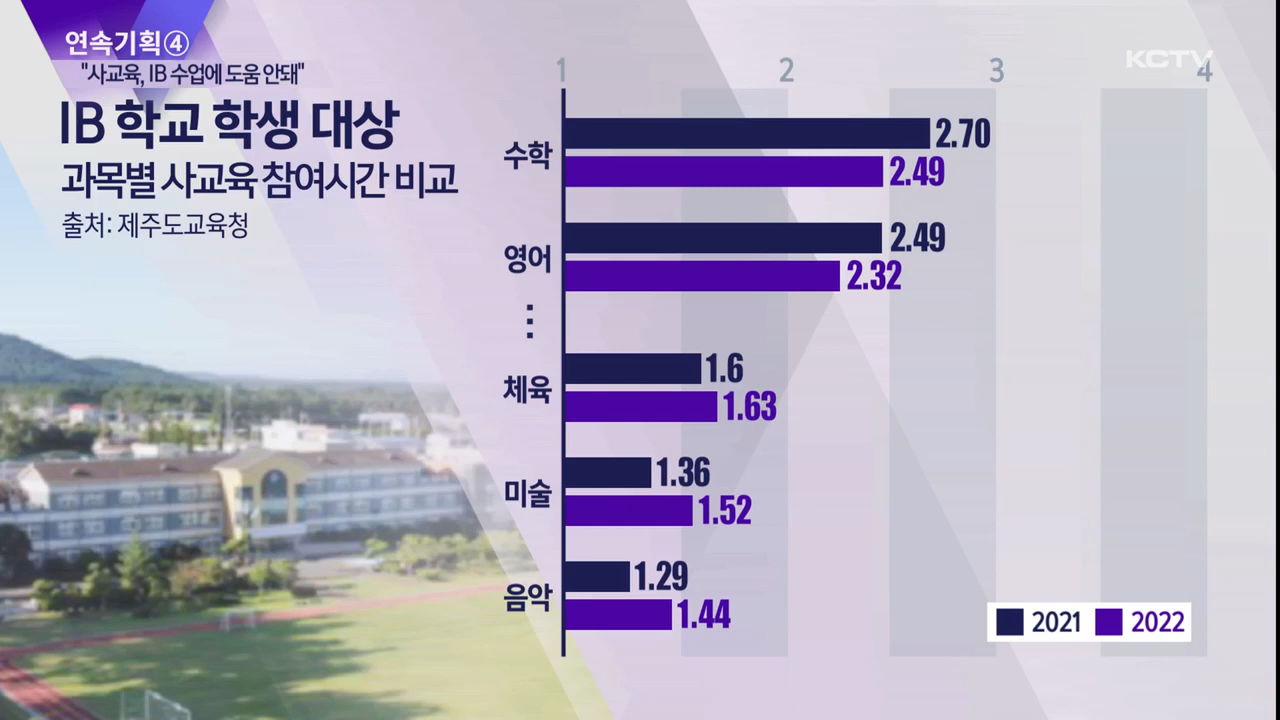 연속기획④
"사교육, IB 수업에 도움 안돼"
IB 학교 학생 대상
과목별 사교육 참여시간 비교
출처: 제주도교육청
KCTV
1 2 3 4
수학 2.70
2.49
영어 2.49
2.32
⋮
체육 1.6
1.63
미술 1.36
1.52
음악 1.29
1.44
2021 2022